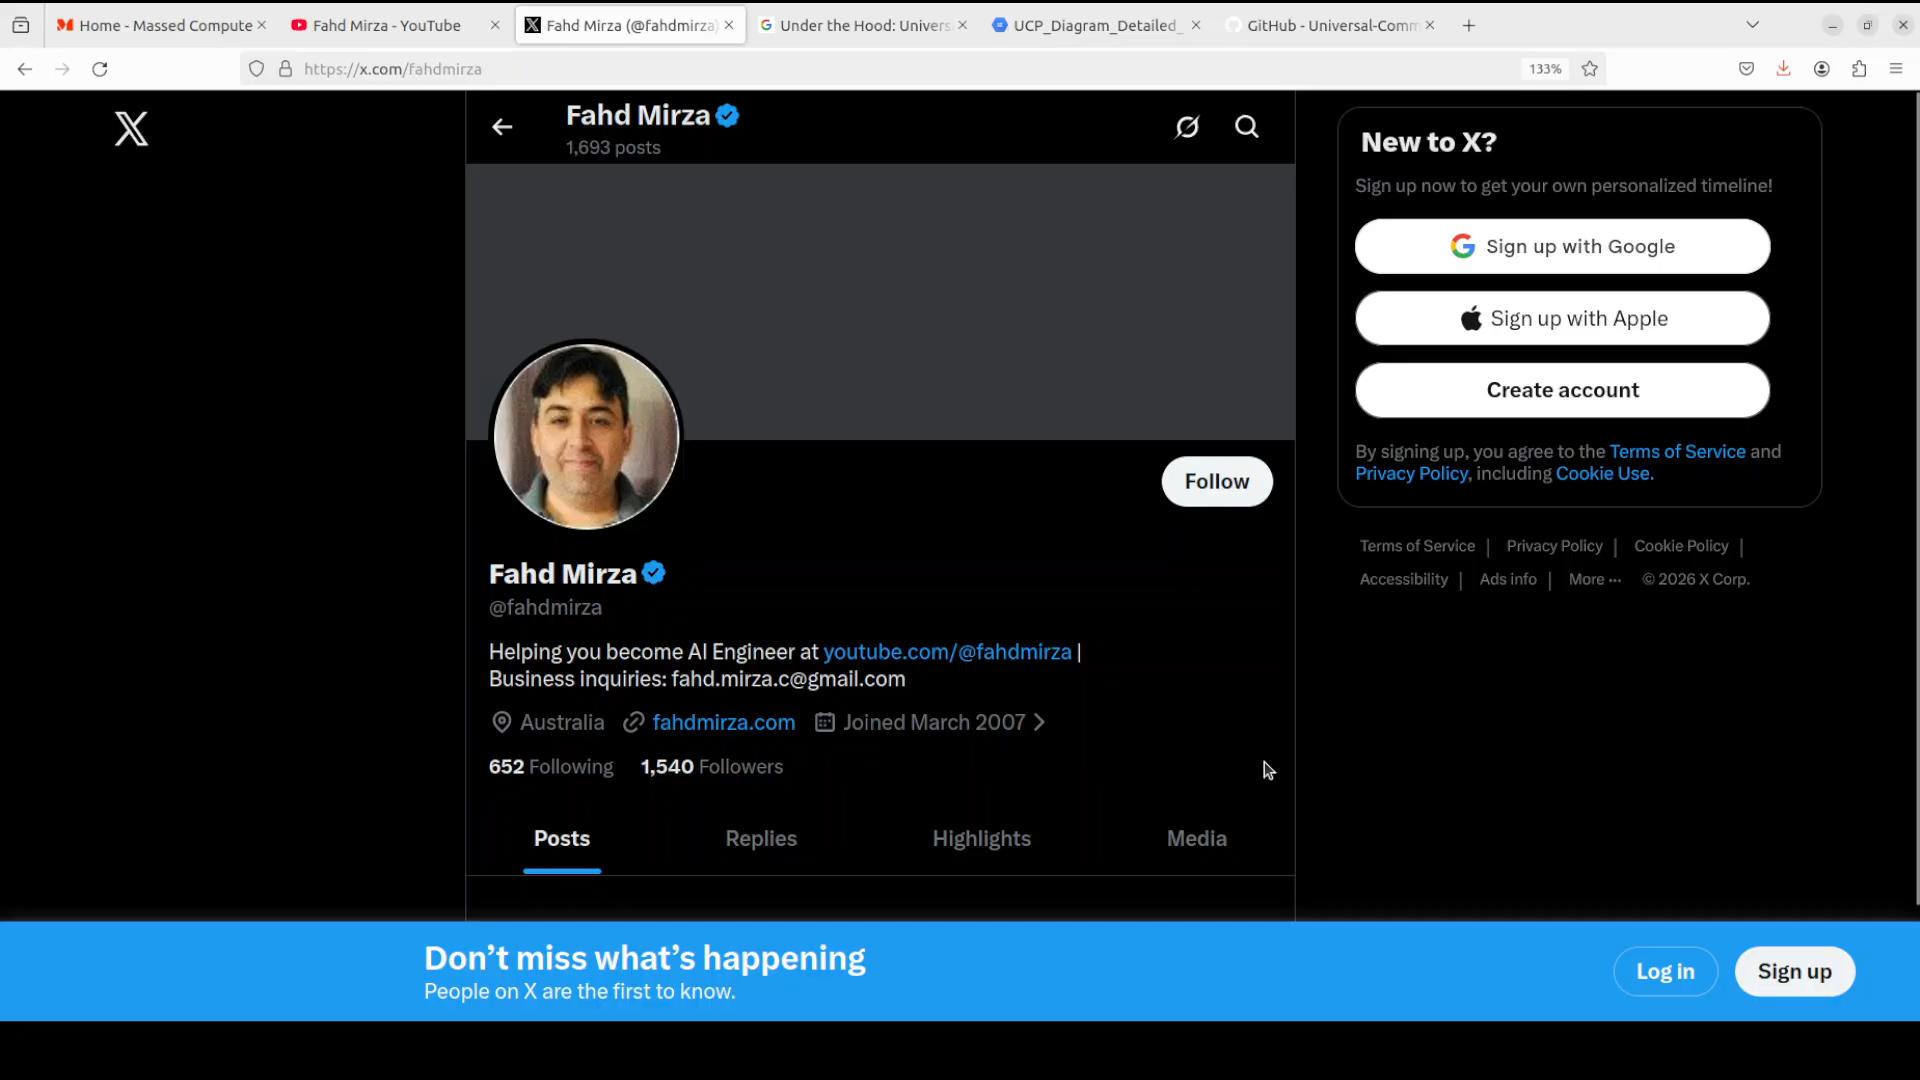 Home - Massed Compute
Fahd Mirza - YouTube
Fahd Mirza (@fahdmirza)
Under the Hood: Univers
UCP_Diagram_Detailed_
GitHub - Universal-Comm
https://x.com/fahdmirza
133%
Fahd Mirza
1,693 posts
New to X?
Sign up now to get your own personalized timeline!
Sign up with Google
Sign up with Apple
Create account
By signing up, you agree to the Terms of Service and
Privacy Policy, including Cookie Use.
Follow
Terms of Service | Privacy Policy | Cookie Policy |
Accessibility | Ads info | More ··· © 2026 X Corp.
Fahd Mirza
@fahdmirza
Helping you become AI Engineer at youtube.com/@fahdmirza |
Business inquiries: fahd.mirza.c@gmail.com
Australia fahdmirza.com Joined March 2007
652 Following 1,540 Followers
Posts Replies Highlights Media
Don’t miss what’s happening
People on X are the first to know.
Log in
Sign up